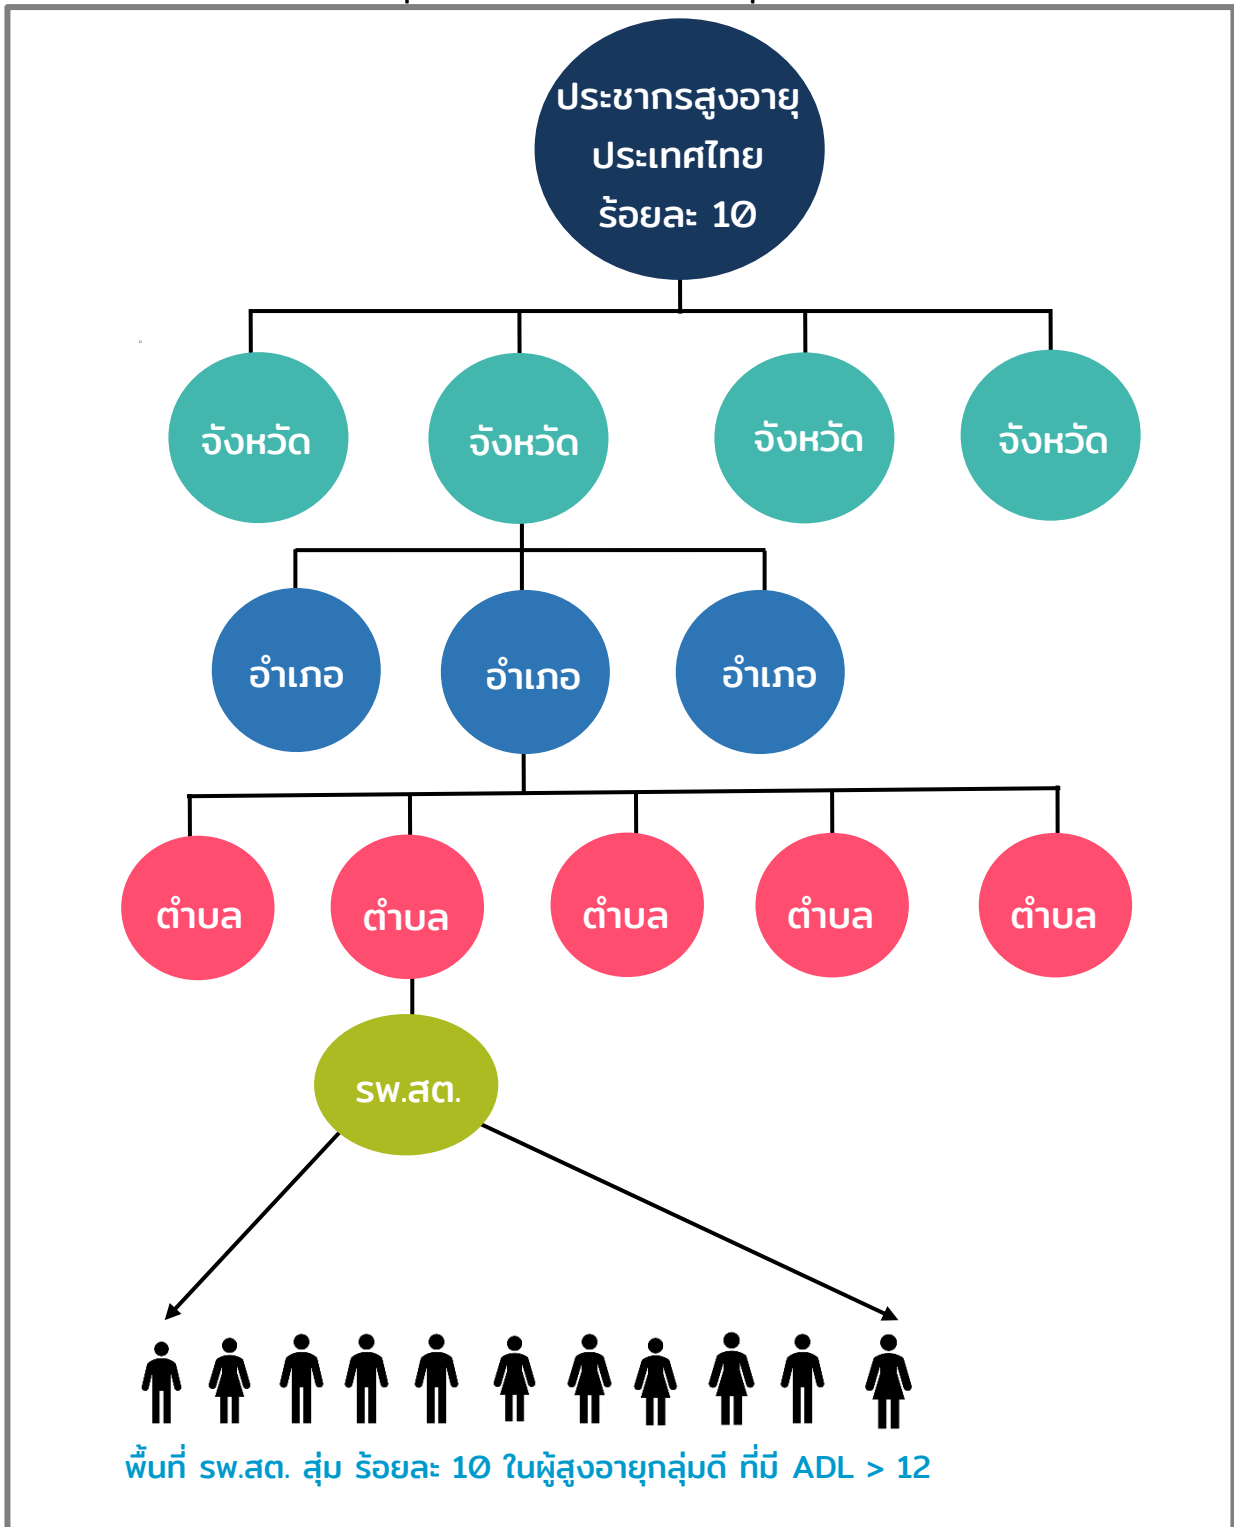 ประชากรสูงอายุ
ประเทศไทย
ร้อยละ 10
จังหวัด
จังหวัด
จังหวัด
จังหวัด
อำเภอ
อำเภอ
อำเภอ
ตำบล
ตำบล
ตำบล
ตำบล
ตำบล
รพ.สต.
พื้นที่ รพ.สต. สุ่ม ร้อยละ 10 ในผู้สูงอายุกลุ่มดี ที่มี ADL > 12